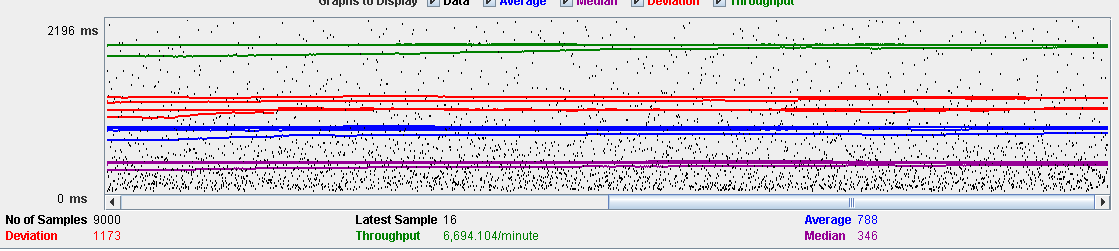 Graphs to Display Data Average Median Deviation Throughput
2196 ms
0 ms
No of Samples 9000 Latest Sample 16 Average 788
Deviation 1173 Throughput 6,694.104/minute Median 346